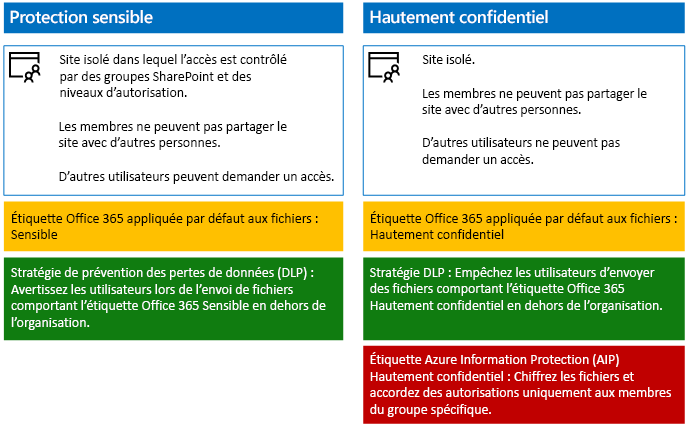 Protection sensible
Site isolé dans lequel l’accès est contrôlé
par des groupes SharePoint et des
niveaux d’autorisation.
Les membres ne peuvent pas partager le
site avec d’autres personnes.
D’autres utilisateurs peuvent demander un accès.
Étiquette Office 365 appliquée par défaut aux fichiers :
Sensible
Stratégie de prévention des pertes de données (DLP) :
Avertissez les utilisateurs lors de l’envoi de fichiers
comportant l’étiquette Office 365 Sensible en dehors de
l’organisation.
Hautement confidentiel
Site isolé.
Les membres ne peuvent pas partager le
site avec d’autres personnes.
D’autres utilisateurs ne peuvent pas
demander un accès.
Étiquette Office 365 appliquée par défaut aux fichiers :
Hautement confidentiel
Stratégie DLP : Empêchez les utilisateurs d’envoyer
des fichiers comportant l’étiquette Office 365
Hautement confidentiel en dehors de l’organisation.
Étiquette Azure Information Protection (AIP)
Hautement confidentiel : Chiffrez les fichiers et
accordez des autorisations uniquement aux membres
du groupe spécifique.